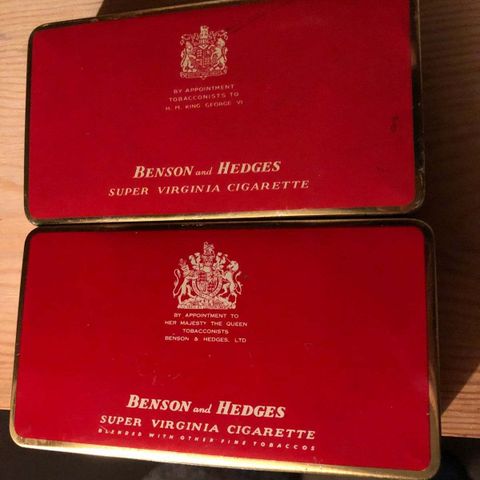 BY APPOINTMENT
TOBACCONISTS TO
H. M. KING GEORGE VI
BENSON and HEDGES
SUPER VIRGINIA CIGARETTE
BY APPOINTMENT TO
HER MAJESTY THE QUEEN
TOBACCONISTS
BENSON & HEDGES, LTD
BENSON and HEDGES
SUPER VIRGINIA CIGARETTE
BLENDED WITH OTHER FINE TOBACCOS